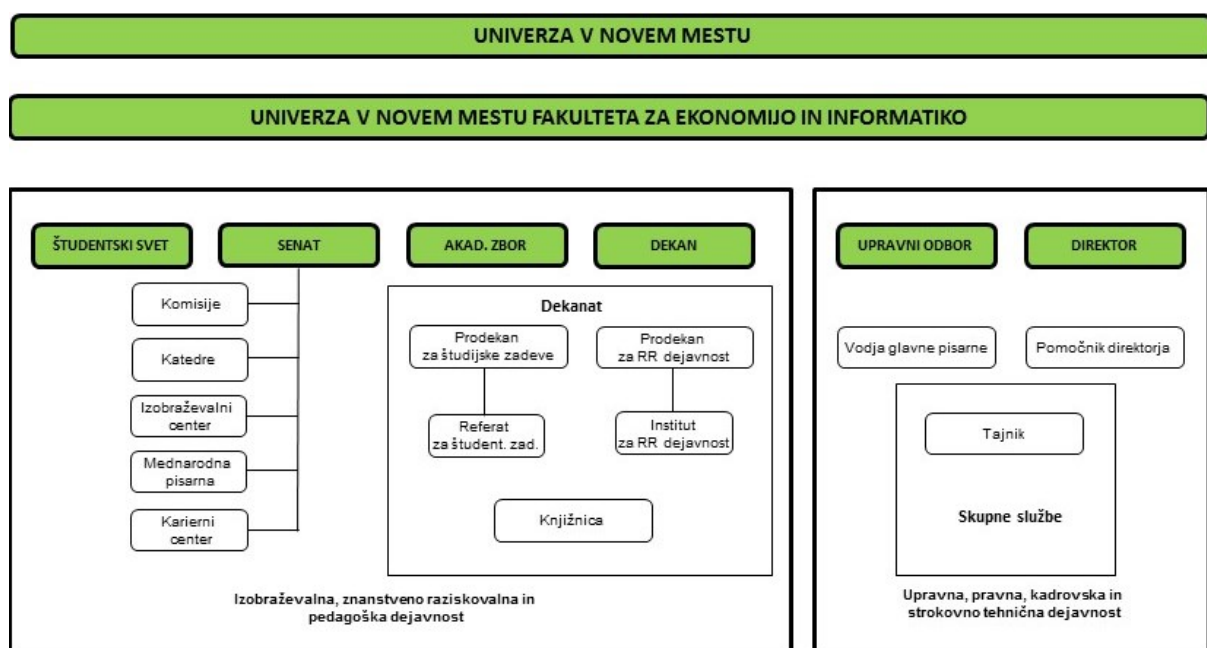 UNIVERZA V NOVEM MESTU
UNIVERZA V NOVEM MESTU FAKULTETA ZA EKONOMIJO IN INFORMATIKO
ŠTUDENTSKI SVET
SENAT
AKAD. ZBOR
DEKAN
Komisije
Katedre
Izobraževalni
center
Mednarodna
pisarna
Karierni
center
Dekanat
Prodekan
za študijske zadeve
Prodekan
za RR dejavnost
Referat
za študent. zad.
Institut
za RR dejavnost
Knjižnica
Izobraževalna, znanstveno raziskovalna in
pedagoška dejavnost
UPRAVNI ODBOR
DIREKTOR
Vodja glavne pisarne
Pomočnik direktorja
Tajnik
Skupne službe
Upravna, pravna, kadrovska in
strokovno tehnična dejavnost